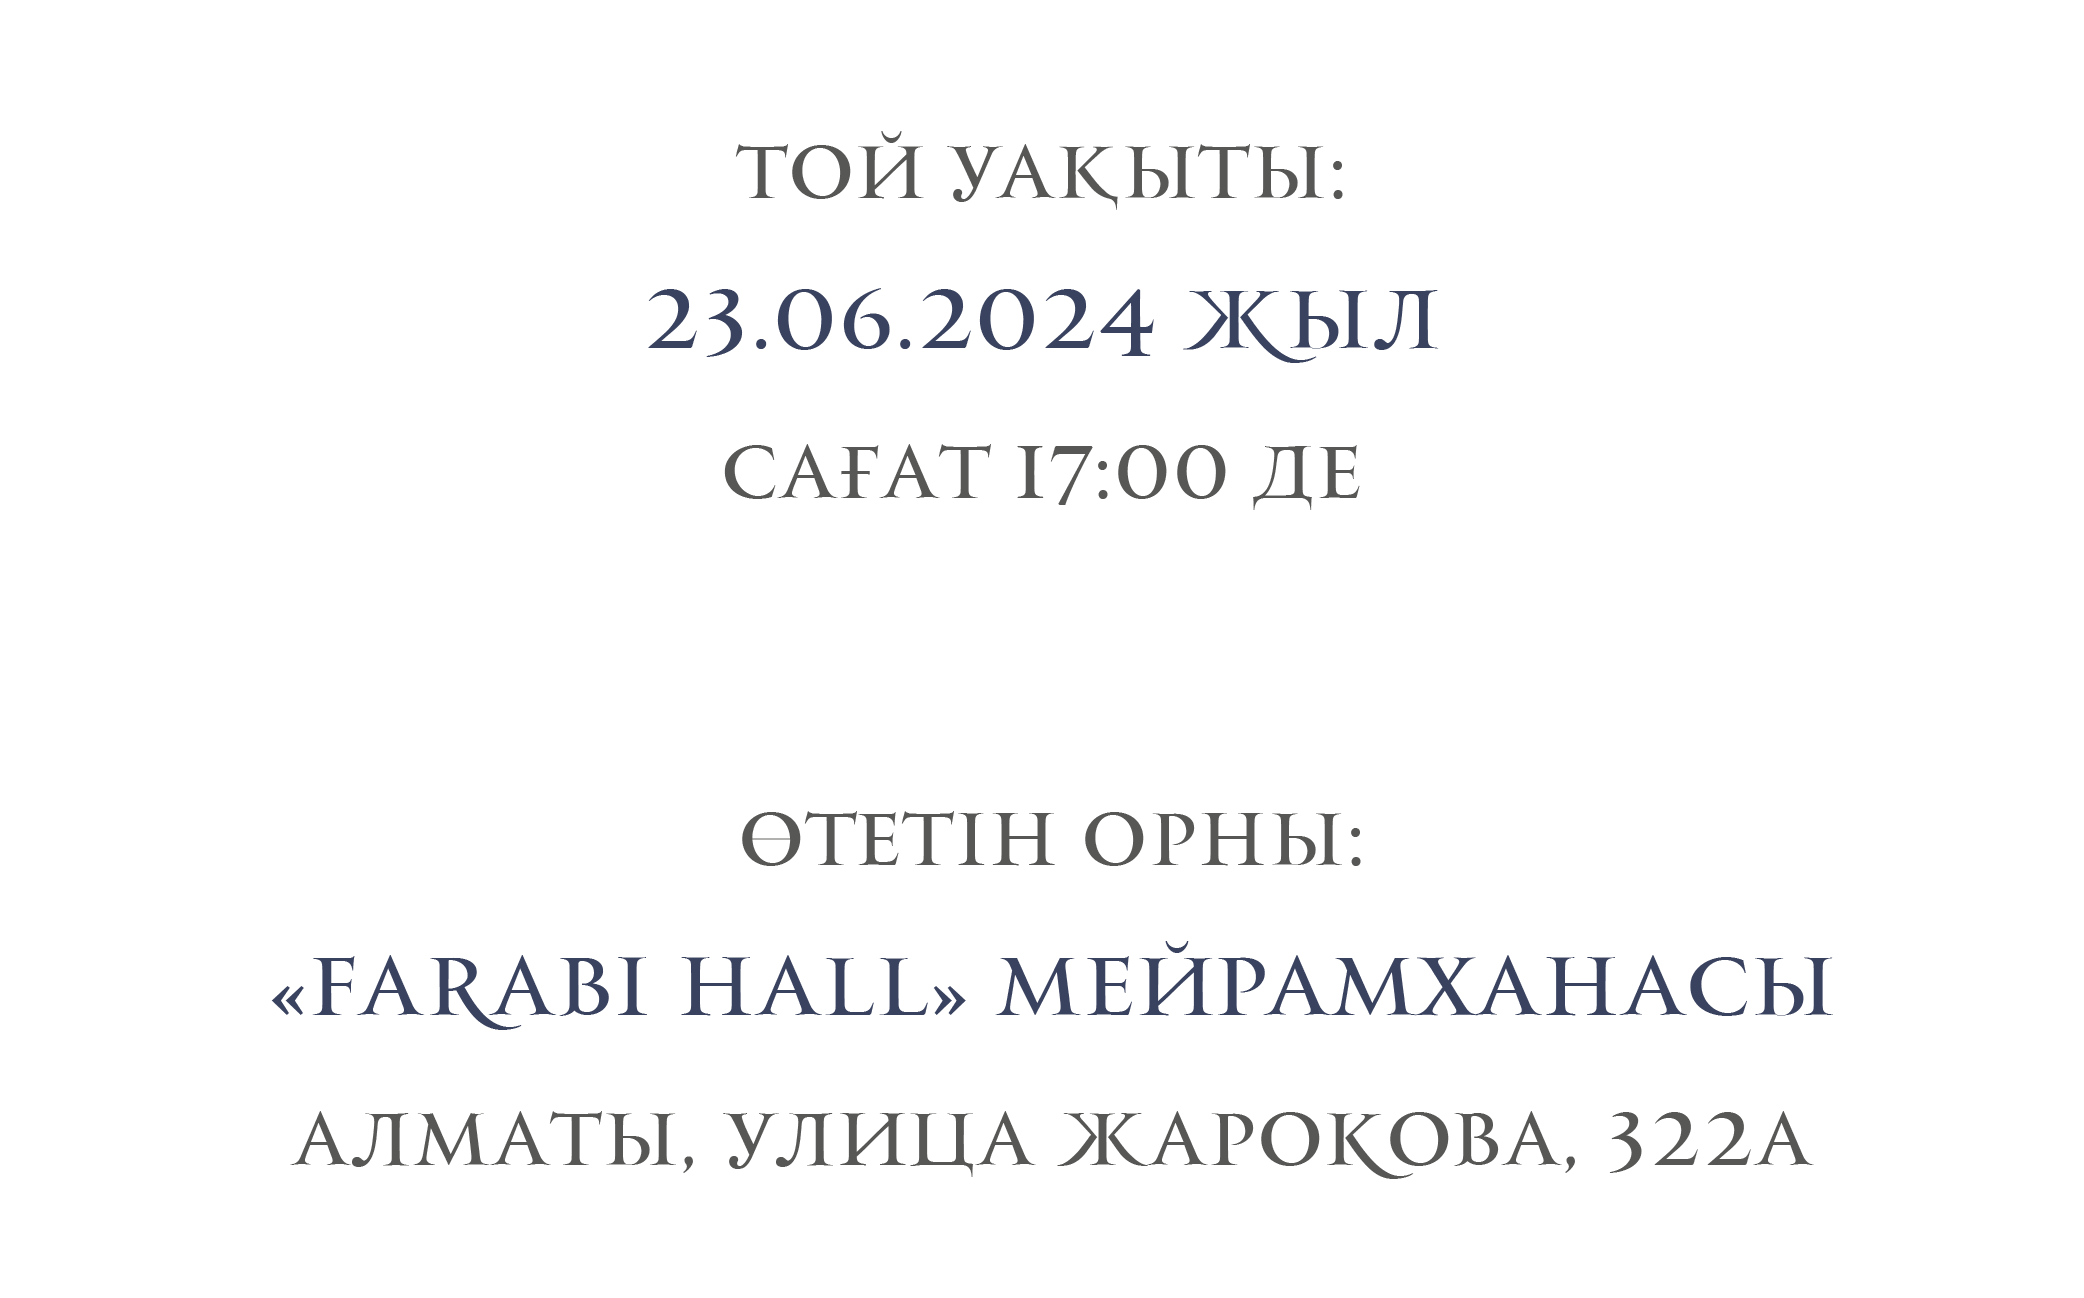 ТОЙ УАҚЫТЫ:
23.06.2024 ЖЫЛ
САҒАТ 17:00 ДЕ
ӨТЕТІН ОРНЫ:
«FARABI HALL» МЕЙРАМХАНАСЫ
АЛМАТЫ, УЛИЦА ЖАРОКОВА, 322А